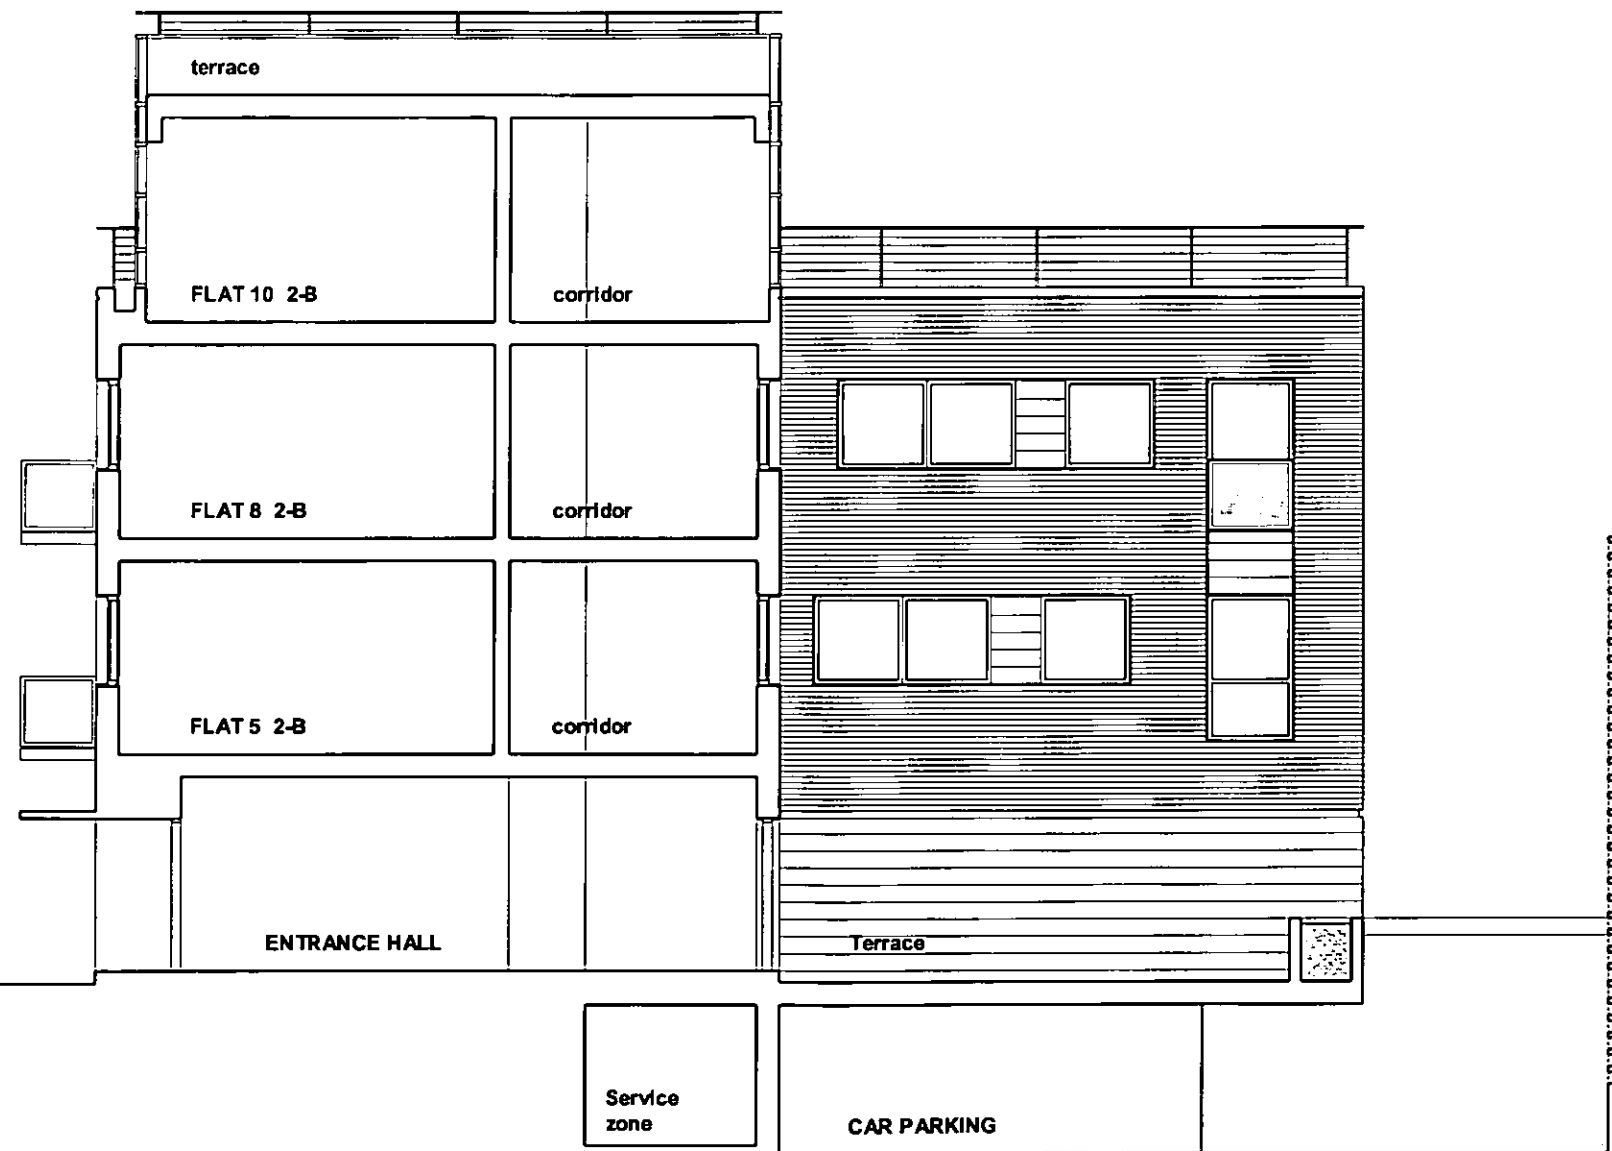 terrace
FLAT 10 2-B
corridor
FLAT 8 2-B
corridor
FLAT 5 2-B
corridor
ENTRANCE HALL
Terrace
Service
zone
CAR PARKING